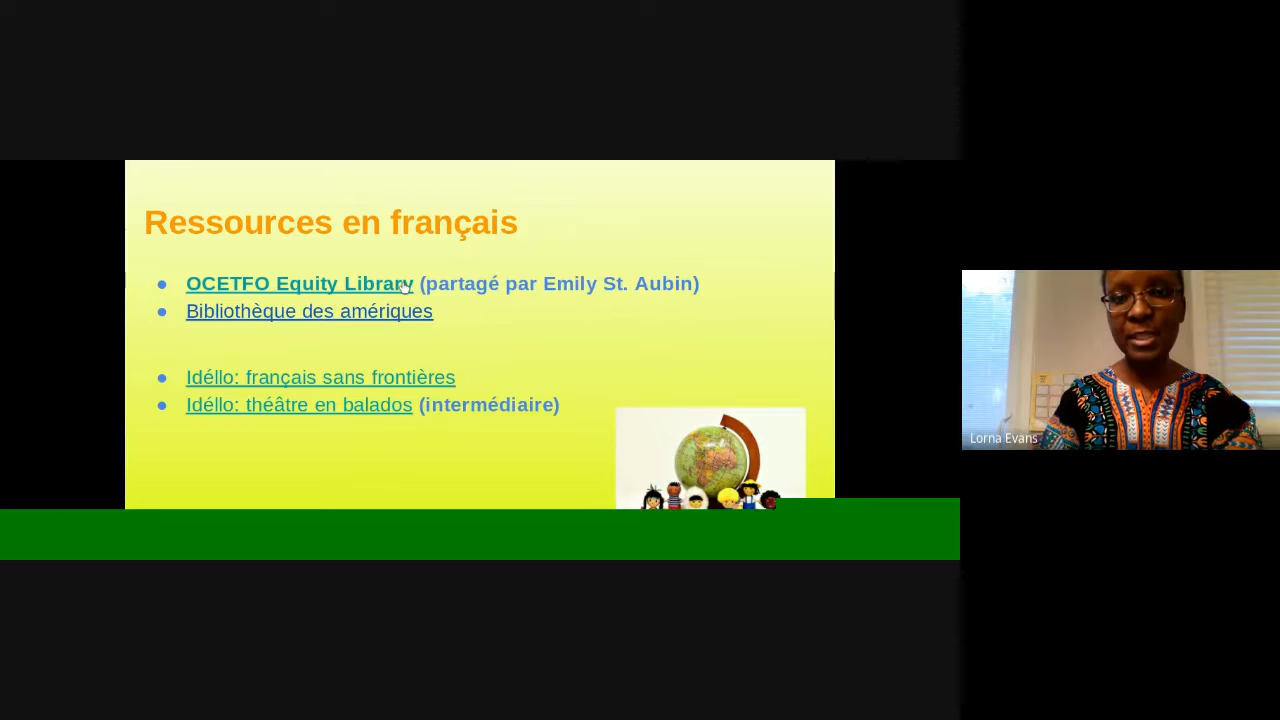 Ressources en français
● OCETFO Equity Library (partagé par Emily St. Aubin)
● Bibliothèque des amériques
● Idéllo: français sans frontières
● Idéllo: théâtre en balados (intermédiaire)
Lorna Evans